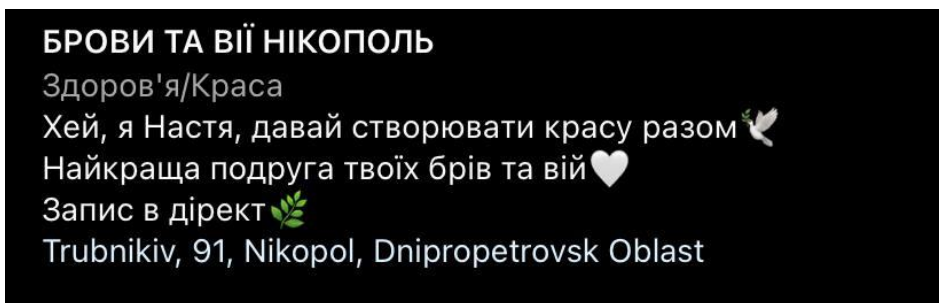 БРОВИ ТА ВІЇ НІКОПОЛЬ
Здоров'я/Краса
Хей, я Настя, давай створювати красу разом🕊️
Найкраща подруга твоїх брів та вій🤍
Запис в дірект🌿
Trubnikiv, 91, Nikopol, Dnipropetrovsk Oblast